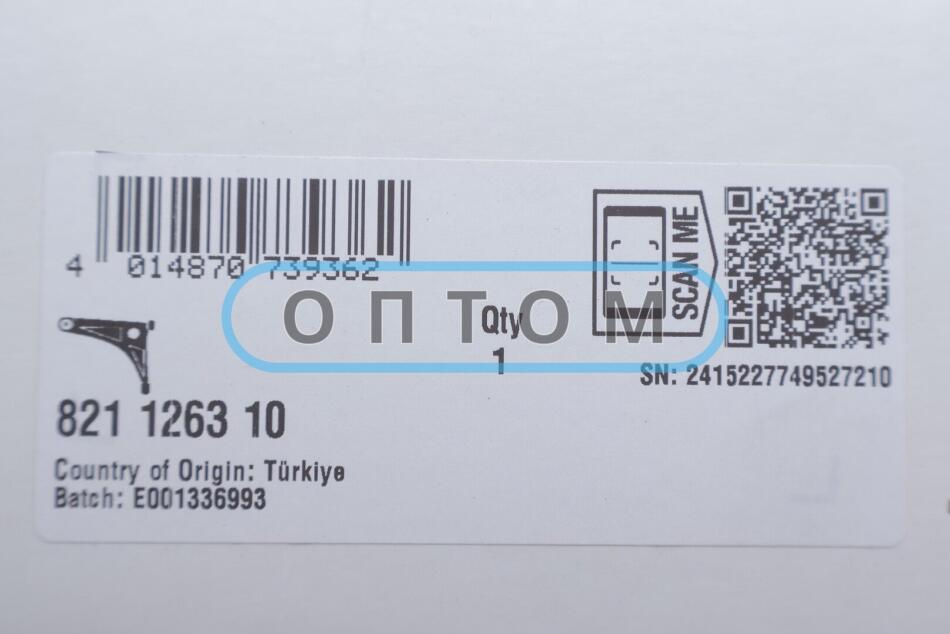 4 014870 739362
ОПТОМ
Qty
1
SCAN ME
SN: 2415227749527210
821 1263 10
Country of Origin: Türkiye
Batch: E001336993